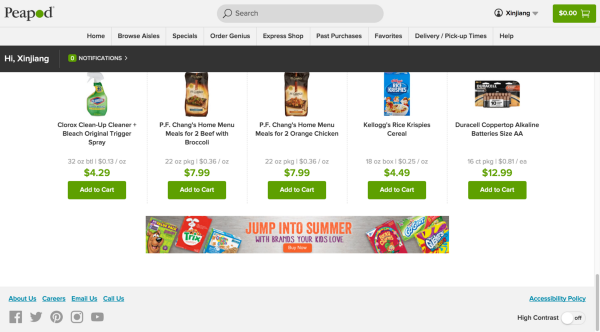 Peapod
Search
Xinjiang
$0.00
Home
Browse Aisles
Specials
Order Genius
Express Shop
Past Purchases
Favorites
Delivery / Pick-up Times
Help
Hi, Xinjiang
0 NOTIFICATIONS >
Clorox Clean-Up Cleaner +
Bleach Original Trigger
Spray
32 oz btl | $0.13 / oz
$4.29
Add to Cart
P.F. Chang's Home Menu
Meals for 2 Beef with
Broccoli
22 oz pkg | $0.36 / oz
$7.99
Add to Cart
P.F. Chang's Home Menu
Meals for 2 Orange Chicken
22 oz pkg | $0.36 / oz
$7.99
Add to Cart
Kellogg's Rice Krispies
Cereal
18 oz box | $0.25 / oz
$4.49
Add to Cart
Duracell Coppertop Alkaline
Batteries Size AA
16 ct pkg | $0.81 / ea
$12.99
Add to Cart
RICE KRISPIES
Trix
JUMP INTO SUMMER
WITH BRANDS YOUR KIDS LOVE.
Buy Now
Gushers
About Us
Careers
Email Us
Call Us
Accessibility Policy
High Contrast
off